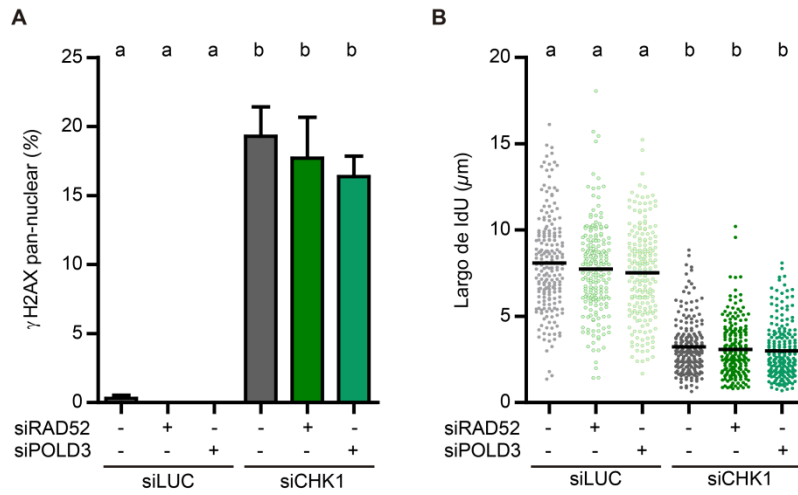 A
a a a b b b
25
20
15
10
5
0
γH2AX pan-nuclear (%)
siRAD52 - + - - + -
siPOLD3 - - + - - +
siLUC siCHK1
B
a a a b b b
20
15
10
5
0
Largo de IdU (µm)
siRAD52 - + - - + -
siPOLD3 - - + - - +
siLUC siCHK1